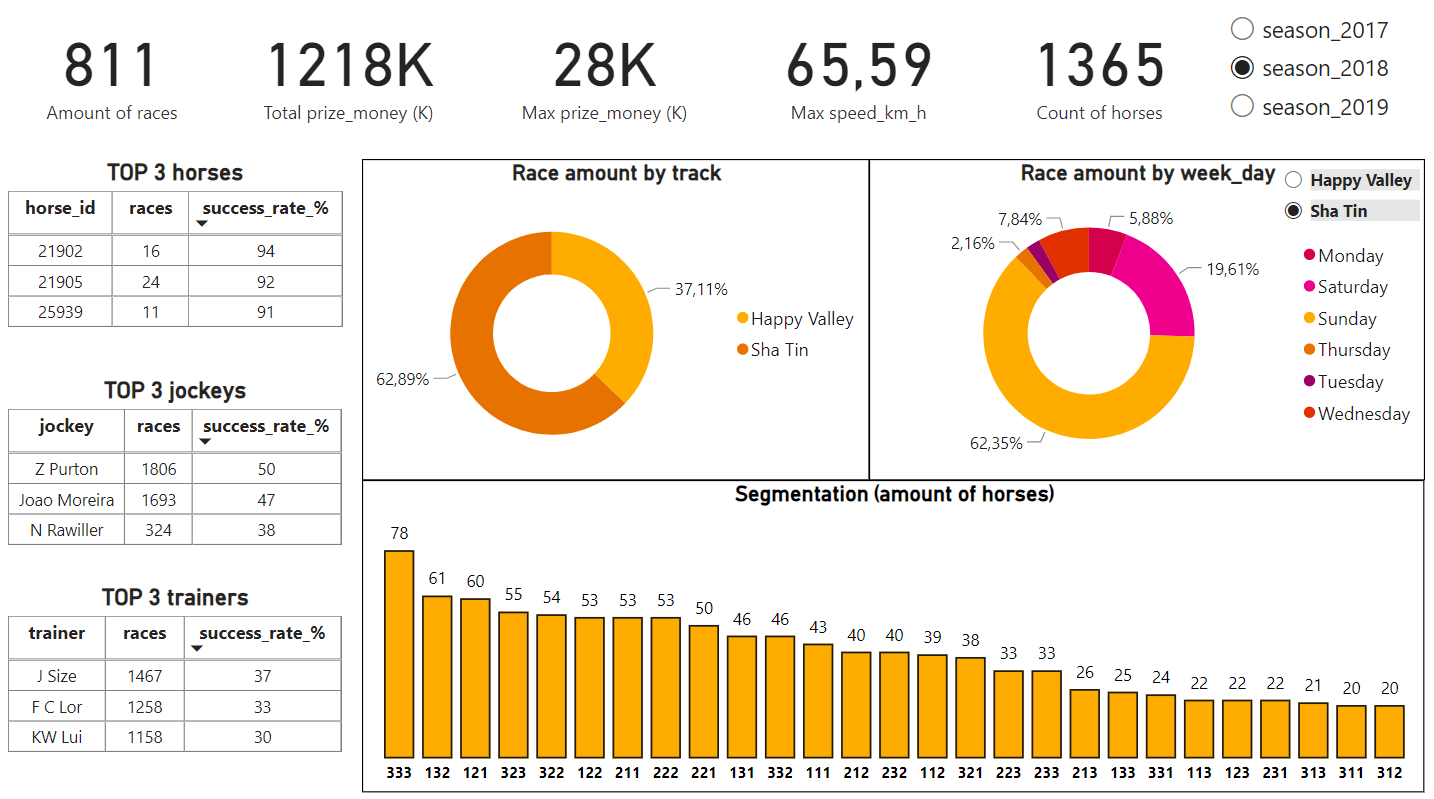 811
Amount of races
1218K
Total prize_money (K)
28K
Max prize_money (K)
65,59
Max speed_km_h
1365
Count of horses
season_2017
season_2018
season_2019
TOP 3 horses
horse_id races success_rate_%
21902 16 94
21905 24 92
25939 11 91
TOP 3 jockeys
jockey races success_rate_%
Z Purton 1806 50
Joao Moreira 1693 47
N Rawiller 324 38
TOP 3 trainers
trainer races success_rate_%
J Size 1467 37
F C Lor 1258 33
KW Lui 1158 30
Race amount by track
37,11%
62,89%
Happy Valley
Sha Tin
Race amount by week_day
Happy Valley
Sha Tin
7,84%
5,88%
2,16%
19,61%
62,35%
Monday
Saturday
Sunday
Thursday
Tuesday
Wednesday
Segmentation (amount of horses)
78 61 60 55 54 53 53 53 50 46 46 43 40 40 39 38 33 33 26 25 24 22 22 22 21 20 20
333 132 121 323 322 122 211 222 221 131 332 111 212 232 112 321 223 233 213 133 331 113 123 231 313 311 312